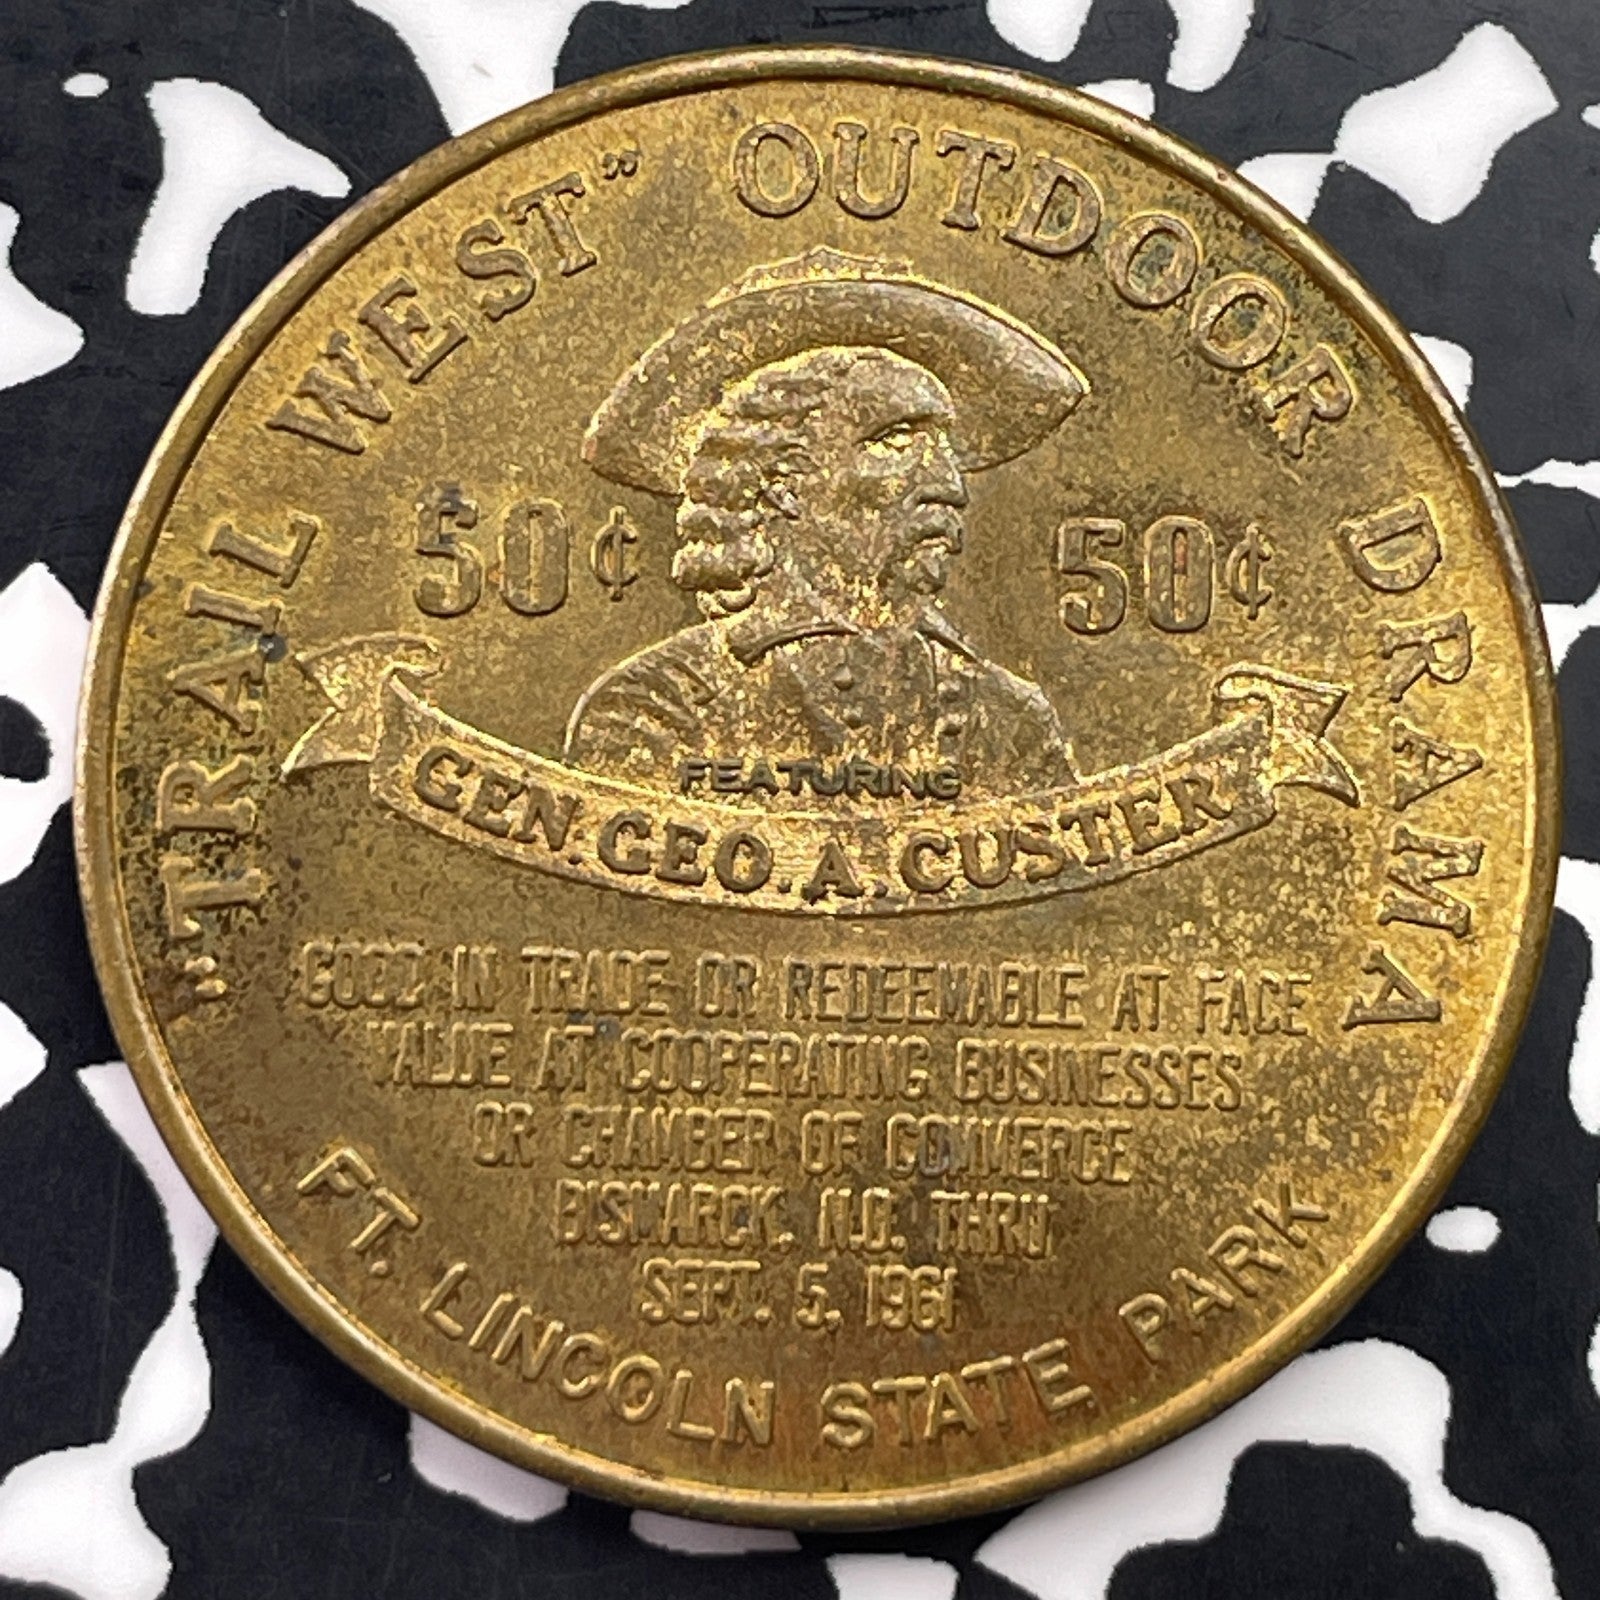 "TRAIL WEST" OUTDOOR DRAMA
50¢ 50¢
FEATURING
GEN. GEO. A. CUSTER
GOOD IN TRADE OR REDEEMABLE AT FACE
VALUE AT COOPERATING BUSINESSES
OR CHAMBER OF COMMERCE
BISMARCK, N.D. THRU
SEPT. 5, 1961
FT. LINCOLN STATE PARK